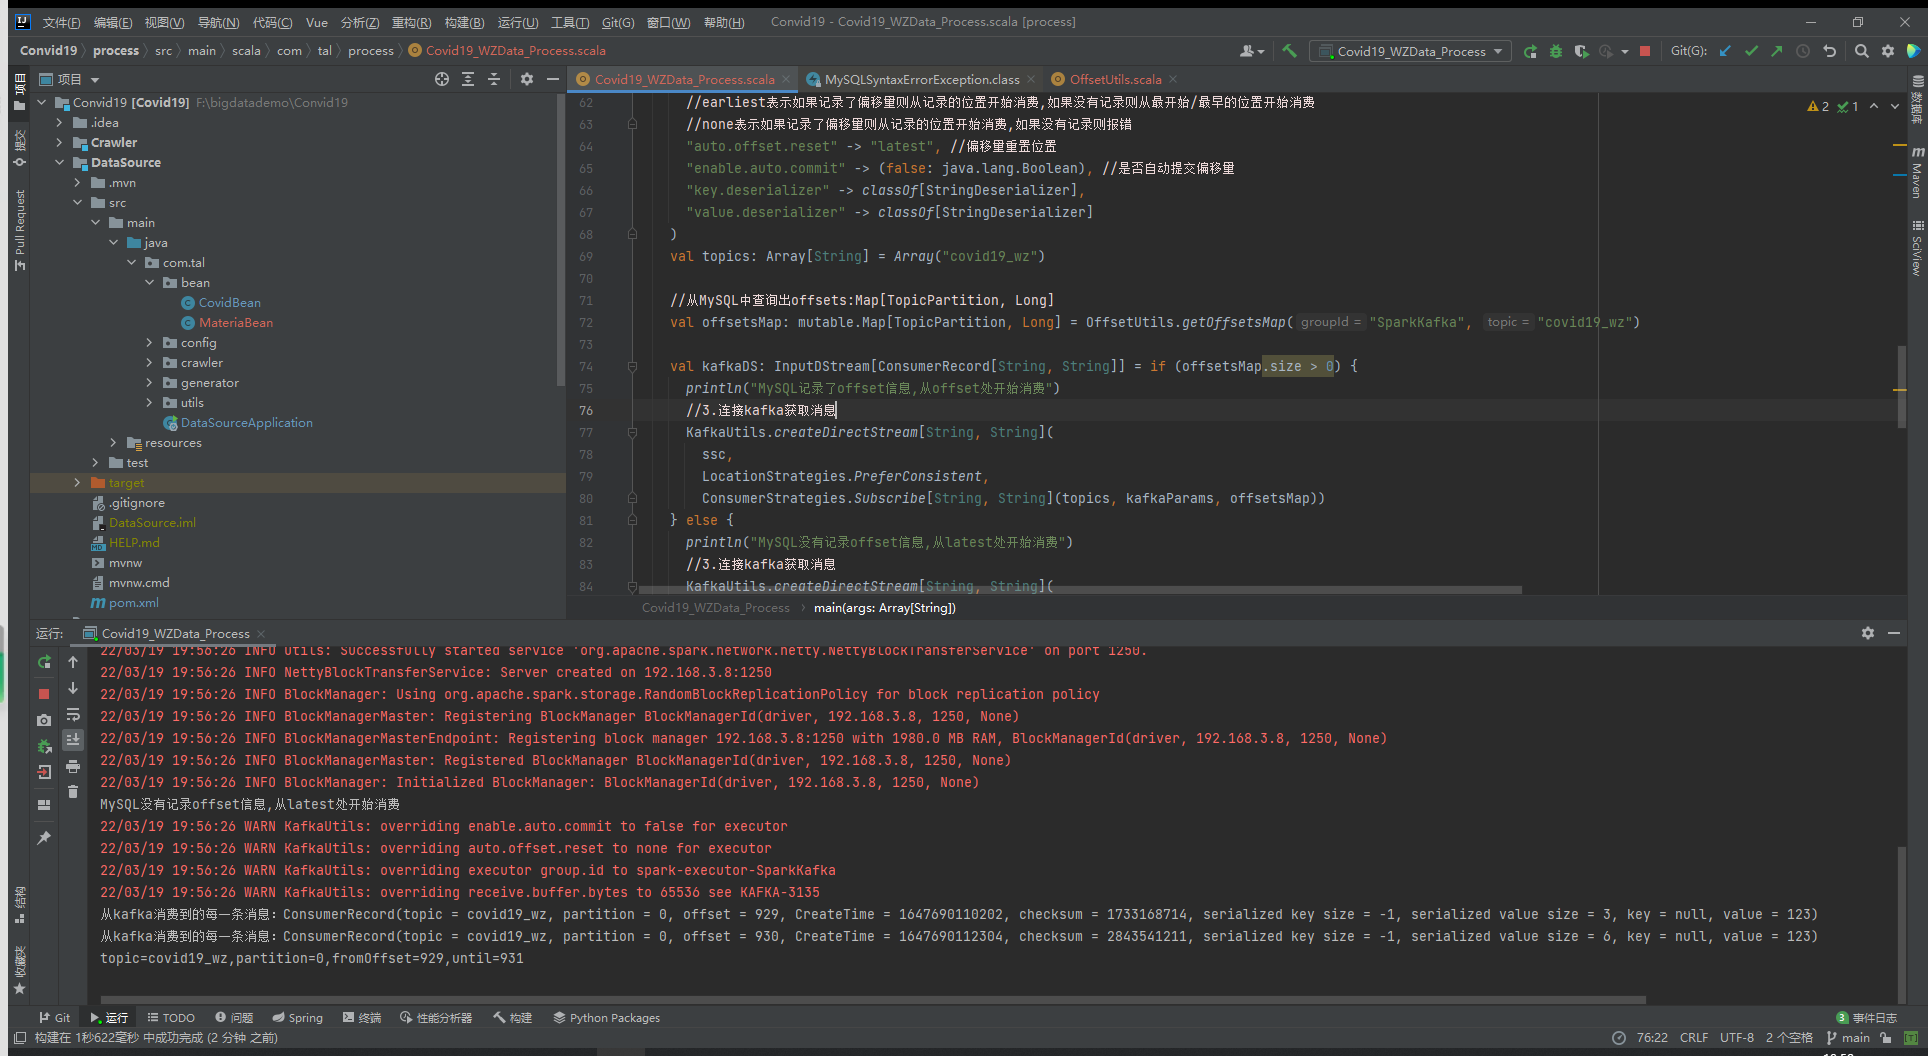 文件(F) 编辑(E) 视图(V) 导航(N) 代码(C) Vue 分析(Z) 重构(R) 构建(B) 运行(U) 工具(T) Git(G) 窗口(W) 帮助(H) Convid19 - Covid19_WZData_Process.scala [process]
Convid19 process src main scala com tal process Covid19_WZData_Process.scala
Covid19_WZData_Process Git(G):
项目
Covid19_WZData_Process.scala MySQLSyntaxErrorException.class OffsetUtils.scala
Convid19 [Covid19] F:\bigdatademo\Convid19
.idea
Crawler
DataSource
.mvn
src
main
java
com.tal
bean
CovidBean
MateriaBean
config
crawler
generator
utils
DataSourceApplication
resources
test
target
.gitignore
DataSource.iml
HELP.md
mvnw
mvnw.cmd
pom.xml
项目
提交
Pull Request
结构
收藏夹
数据库
Maven
SciView
2 1
62 //earliest表示如果记录了偏移量则从记录的位置开始消费,如果没有记录则从最开始/最早的位置开始消费
63 //none表示如果记录了偏移量则从记录的位置开始消费,如果没有记录则报错
64 "auto.offset.reset" -> "latest", //偏移量重置位置
65 "enable.auto.commit" -> (false: java.lang.Boolean), //是否自动提交偏移量
66 "key.deserializer" -> classOf[StringDeserializer],
67 "value.deserializer" -> classOf[StringDeserializer]
68 )
69 val topics: Array[String] = Array("covid19_wz")
70
71 //从MySQL中查询出offsets:Map[TopicPartition, Long]
72 val offsetsMap: mutable.Map[TopicPartition, Long] = OffsetUtils.getOffsetsMap( groupId = "SparkKafka", topic = "covid19_wz")
73
74 val kafkaDS: InputDStream[ConsumerRecord[String, String]] = if (offsetsMap.size > 0) {
75 println("MySQL记录了offset信息,从offset处开始消费")
76 //3.连接kafka获取消息
77 KafkaUtils.createDirectStream[String, String](
78 ssc,
79 LocationStrategies.PreferConsistent,
80 ConsumerStrategies.Subscribe[String, String](topics, kafkaParams, offsetsMap))
81 } else {
82 println("MySQL没有记录offset信息,从latest处开始消费")
83 //3.连接kafka获取消息
84 KafkaUtils.createDirectStream[String, String](
Covid19_WZData_Process main(args: Array[String])
运行: Covid19_WZData_Process
22/03/19 19:56:26 INFO Utils: Successfully started service 'org.apache.spark.network.netty.NettyBlockTransferService' on port 1250.
22/03/19 19:56:26 INFO NettyBlockTransferService: Server created on 192.168.3.8:1250
22/03/19 19:56:26 INFO BlockManager: Using org.apache.spark.storage.RandomBlockReplicationPolicy for block replication policy
22/03/19 19:56:26 INFO BlockManagerMaster: Registering BlockManager BlockManagerId(driver, 192.168.3.8, 1250, None)
22/03/19 19:56:26 INFO BlockManagerMasterEndpoint: Registering block manager 192.168.3.8:1250 with 1980.0 MB RAM, BlockManagerId(driver, 192.168.3.8, 1250, None)
22/03/19 19:56:26 INFO BlockManagerMaster: Registered BlockManager BlockManagerId(driver, 192.168.3.8, 1250, None)
22/03/19 19:56:26 INFO BlockManager: Initialized BlockManager: BlockManagerId(driver, 192.168.3.8, 1250, None)
MySQL没有记录offset信息,从latest处开始消费
22/03/19 19:56:26 WARN KafkaUtils: overriding enable.auto.commit to false for executor
22/03/19 19:56:26 WARN KafkaUtils: overriding auto.offset.reset to none for executor
22/03/19 19:56:26 WARN KafkaUtils: overriding executor group.id to spark-executor-SparkKafka
22/03/19 19:56:26 WARN KafkaUtils: overriding receive.buffer.bytes to 65536 see KAFKA-3135
从kafka消费到的每一条消息：ConsumerRecord(topic = covid19_wz, partition = 0, offset = 929, CreateTime = 1647690110202, checksum = 1733168714, serialized key size = -1, serialized value size = 3, key = null, value = 123)
从kafka消费到的每一条消息：ConsumerRecord(topic = covid19_wz, partition = 0, offset = 930, CreateTime = 1647690112304, checksum = 2843541211, serialized key size = -1, serialized value size = 6, key = null, value = 123)
topic=covid19_wz,partition=0,fromOffset=929,until=931
Git 运行 TODO 问题 Spring 终端 性能分析器 构建 Python Packages 3 事件日志
构建在 1秒622毫秒 中成功完成 (2 分钟 之前) 76:22 CRLF UTF-8 2 个空格 main